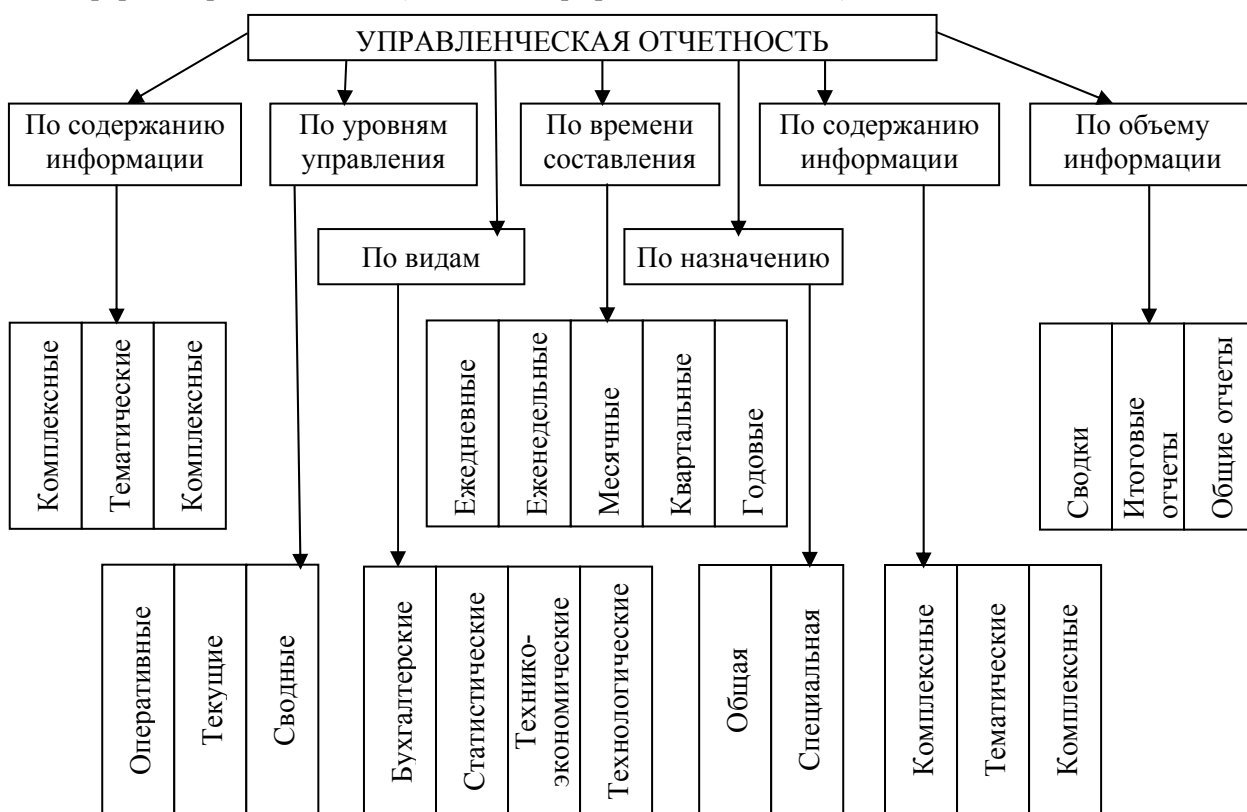 УПРАВЛЕНЧЕСКАЯ ОТЧЕТНОСТЬ
По содержанию
информации
По уровням
управления
По времени
составления
По содержанию
информации
По объему
информации
По видам
По назначению
Комплексные
Тематические
Комплексные
Ежедневные
Еженедельные
Месячные
Квартальные
Годовые
Сводки
Итоговые
отчеты
Общие отчеты
Оперативные
Текущие
Сводные
Бухгалтерские
Статистические
Технико-
экономические
Технологические
Общая
Специальная
Комплексные
Тематические
Комплексные